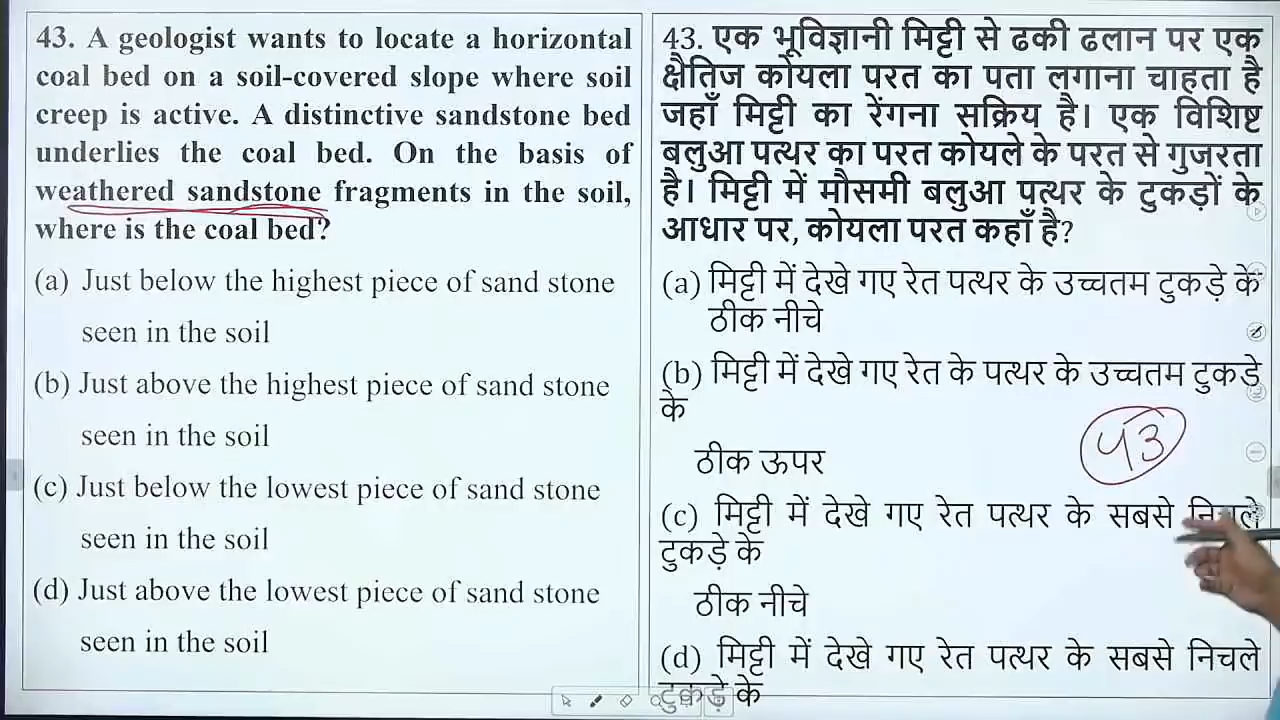 43. A geologist wants to locate a horizontal
coal bed on a soil-covered slope where soil
creep is active. A distinctive sandstone bed
underlies the coal bed. On the basis of
weathered sandstone fragments in the soil,
where is the coal bed?
(a) Just below the highest piece of sand stone
seen in the soil
(b) Just above the highest piece of sand stone
seen in the soil
(c) Just below the lowest piece of sand stone
seen in the soil
(d) Just above the lowest piece of sand stone
seen in the soil
43. एक भूविज्ञानी मिट्टी से ढकी ढलान पर एक
क्षैतिज कोयला परत का पता लगाना चाहता है
जहाँ मिट्टी का रेंगना सक्रिय है। एक विशिष्ट
बलुआ पत्थर का परत कोयले के परत से गुजरता
है। मिट्टी में मौसमी बलुआ पत्थर के टुकड़ों के
आधार पर, कोयला परत कहाँ है?
(a) मिट्टी में देखे गए रेत पत्थर के उच्चतम टुकड़े के
ठीक नीचे
(b) मिट्टी में देखे गए रेत के पत्थर के उच्चतम टुकड़े
के
ठीक ऊपर
43
(c) मिट्टी में देखे गए रेत पत्थर के सबसे निचले
टुकड़े के
ठीक नीचे
(d) मिट्टी में देखे गए रेत पत्थर के सबसे निचले
टुकड़े के